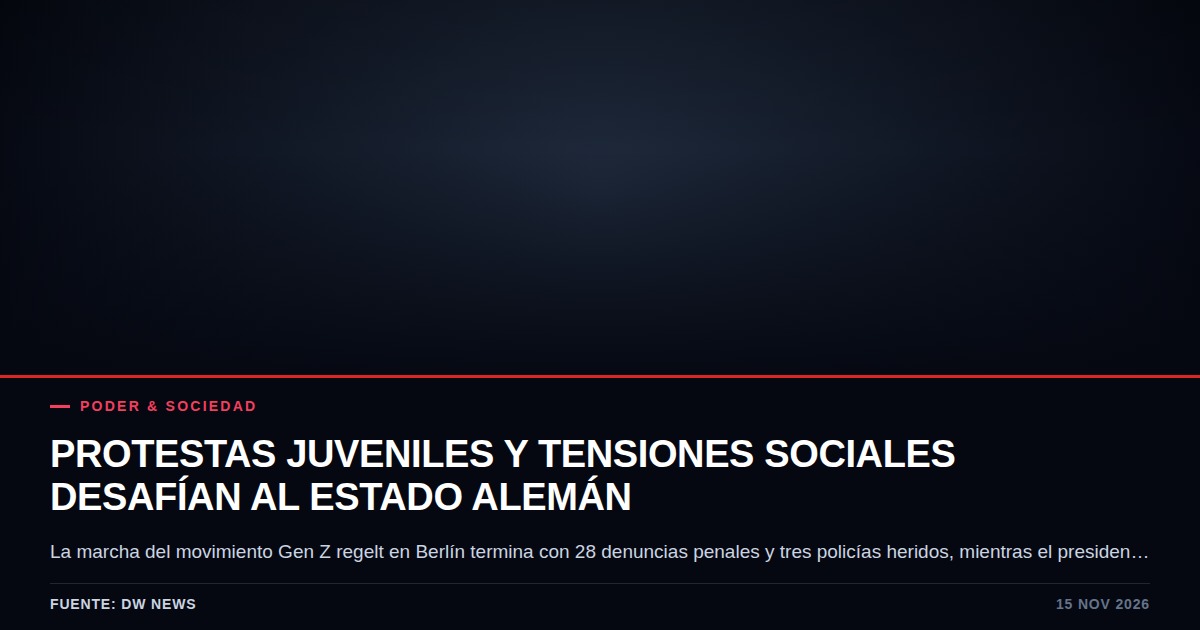 PODER & SOCIEDAD
PROTESTAS JUVENILES Y TENSIONES SOCIALES
DESAFÍAN AL ESTADO ALEMÁN
La marcha del movimiento Gen Z regelt en Berlín termina con 28 denuncias penales y tres policías heridos, mientras el presiden…
FUENTE: DW NEWS
15 NOV 2026